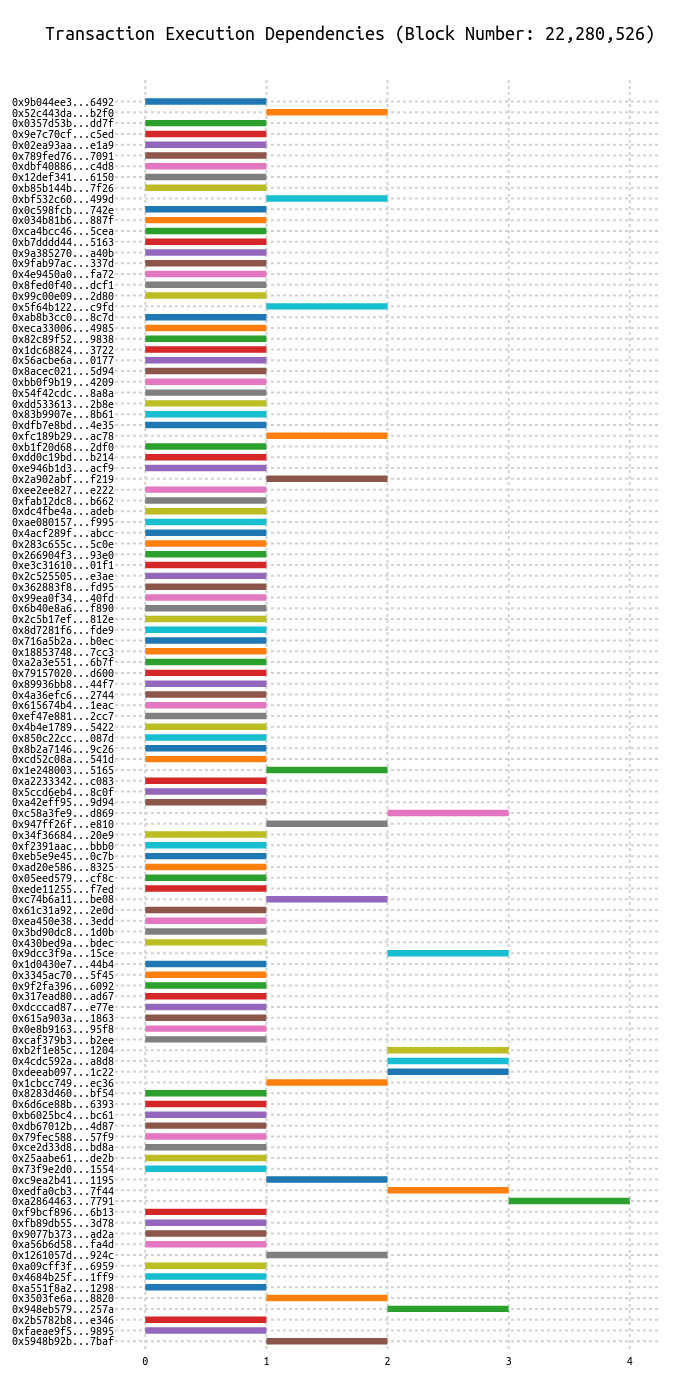 Transaction Execution Dependencies (Block Number: 22,280,526)
0x9b044ee3...6492
0x52c443da...b2f0
0x0357d53b...dd7f
0x9e7c70cf...c5ed
0x02ea93aa...e1a9
0x789fed76...7091
0xdbf40886...c4d8
0x12def341...6150
0xb85b144b...7f26
0xbf532c60...499d
0x0c598fcb...742e
0x034b81b6...887f
0xca4bcc46...5cea
0xb7dddd44...5163
0x9a385270...a40b
0x9fab97ac...337d
0x4e9450a0...fa72
0x8fed0f40...dcf1
0x99c00e09...2d80
0x5f64b122...c9fd
0xab8b3cc0...8c7d
0xeca33006...4985
0x82c89f52...9838
0x1dc68824...3722
0x56acbe6a...0177
0x8acec021...5d94
0xbb0f9b19...4209
0x54f42cdc...8a8a
0xdd533613...2b8e
0x83b9907e...8b61
0xdfb7e8bd...4e35
0xfc189b29...ac78
0xb1f20d68...2df0
0xdd0c19bd...b214
0xe946b1d3...acf9
0x2a902abf...f219
0xee2ee827...e222
0xfab12dc8...b662
0xdc4fbe4a...adeb
0xae080157...f995
0x4acf289f...abcc
0x283c655c...5c0e
0x266904f3...93e0
0xe3c31610...01f1
0x2c525505...e3ae
0x362883f8...fd95
0x99ea0f34...40fd
0x6b40e8a6...f890
0x2c5b17ef...812e
0x8d7281f6...fde9
0x716a5b2a...b0ec
0x18853748...7cc3
0xa2a3e551...6b7f
0x79157020...d600
0x89936bb8...44f7
0x4a36efc6...2744
0x615674b4...1eac
0xef47e881...2cc7
0x4b4e1789...5422
0x850c22cc...087d
0x8b2a7146...9c26
0xcd52c08a...541d
0x1e248003...5165
0xa2233342...c083
0x5ccd6eb4...8c0f
0xa42eff95...9d94
0xc58a3fe9...d869
0x947ff26f...e810
0x34f36684...20e9
0xf2391aac...bbb0
0xeb5e9e45...0c7b
0xad20e586...8325
0x05eed579...cf8c
0xede11255...f7ed
0xc74b6a11...be08
0x61c31a92...2e0d
0xea450e38...3edd
0x3bd90dc8...1d0b
0x430bed9a...bdec
0x9dcc3f9a...15ce
0x1d0430e7...44b4
0x3345ac70...5f45
0x9f2fa396...6092
0x317ead80...ad67
0xdcccad87...e77e
0x615a903a...1863
0x0e8b9163...95f8
0xcaf379b3...b2ee
0xb2f1e85c...1204
0x4cdc592a...a8d8
0xdeeab097...1c22
0x1cbcc749...ec36
0x8283d460...bf54
0x6d6ce88b...6393
0xb6025bc4...bc61
0xdb67012b...4d87
0x79fec588...57f9
0xce2d33d8...bd8a
0x25aabe61...de2b
0x73f9e2d0...1554
0xc9ea2b41...1195
0xedfa0cb3...7f44
0xa2864463...7791
0xf9bcf896...6b13
0xfb89db55...3d78
0x9077b373...ad2a
0xa56b6d58...fa4d
0x1261057d...924c
0xa09cff3f...6959
0x4684b25f...1ff9
0xa551f8a2...1298
0x3503fe6a...8820
0x948eb579...257a
0x2b5782b8...e346
0xfaeae9f5...9895
0x5948b92b...7baf
0 1 2 3 4